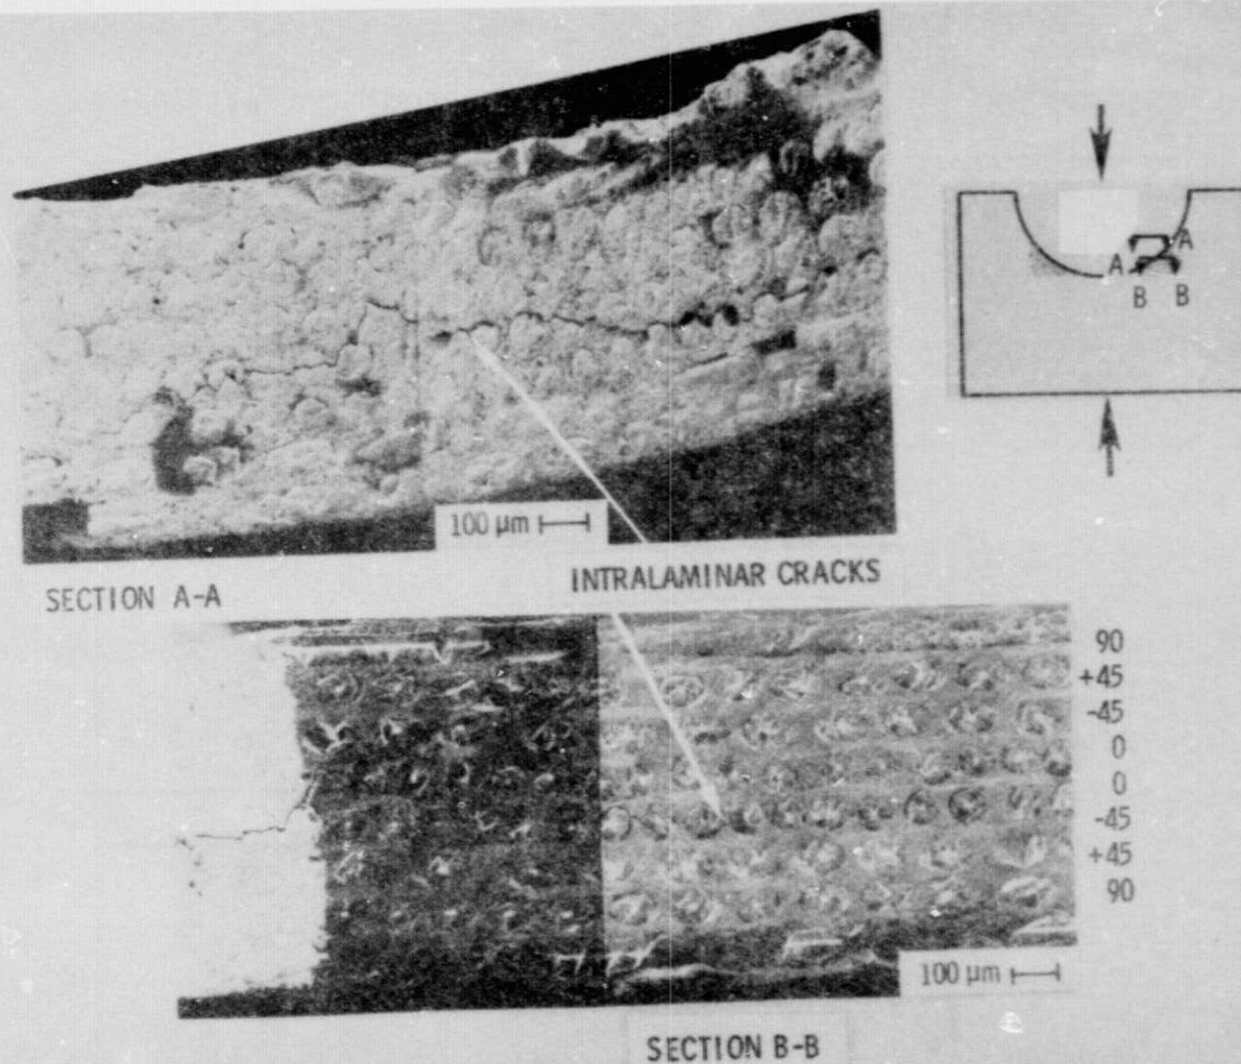 A
A
B B
100 µm
SECTION A-A
INTRALAMINAR CRACKS
90
+45
-45
0
0
-45
+45
90
100 µm
SECTION B-B